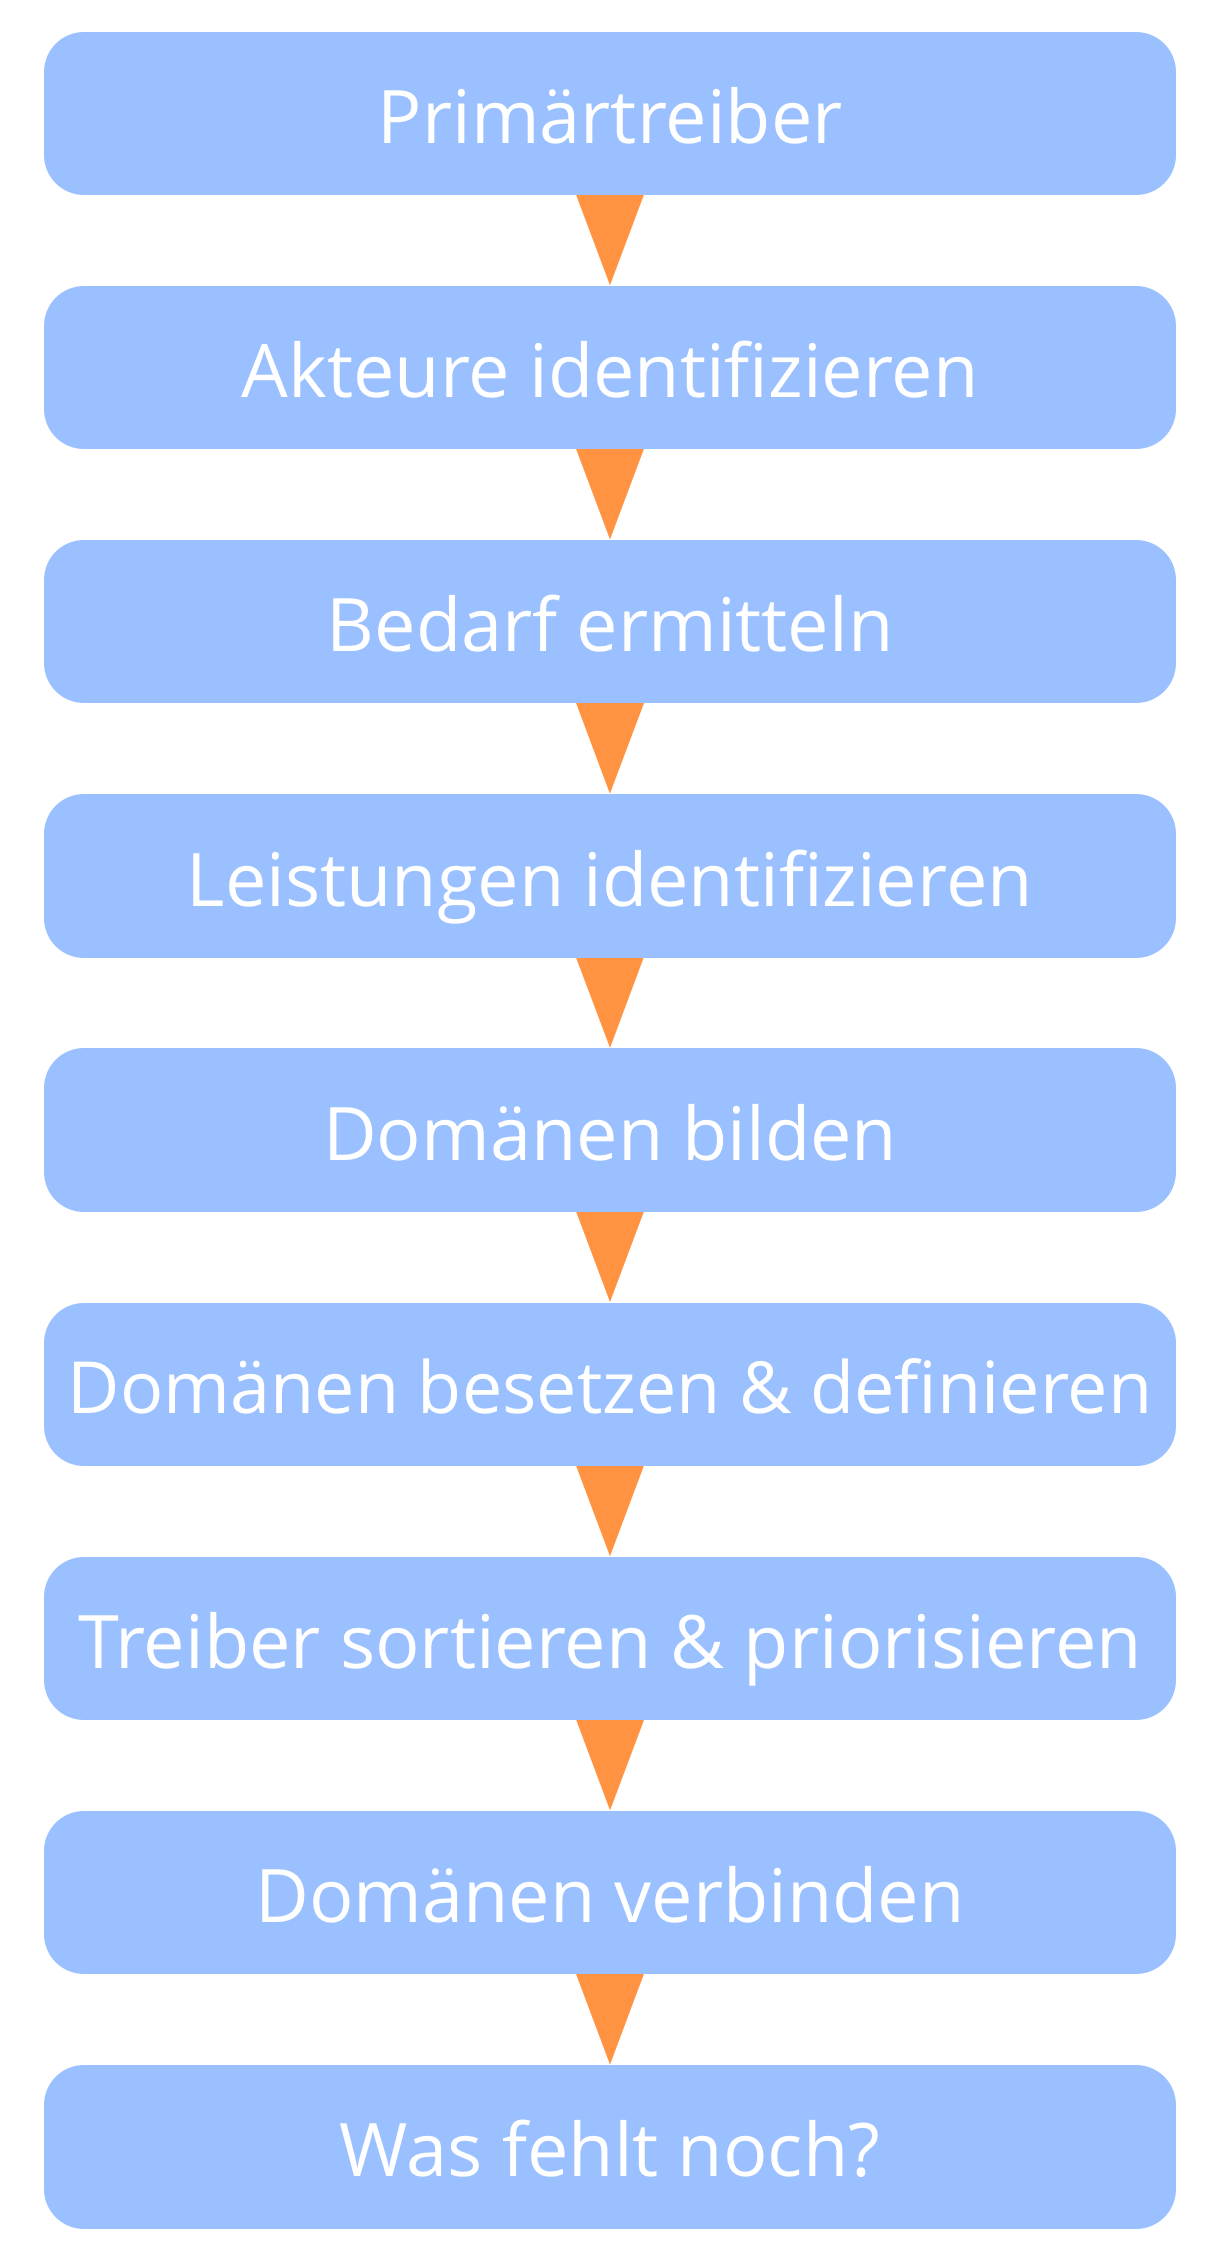 Primärtreiber
Akteure identifizieren
Bedarf ermitteln
Leistungen identifizieren
Domänen bilden
Domänen besetzen & definieren
Treiber sortieren & priorisieren
Domänen verbinden
Was fehlt noch?